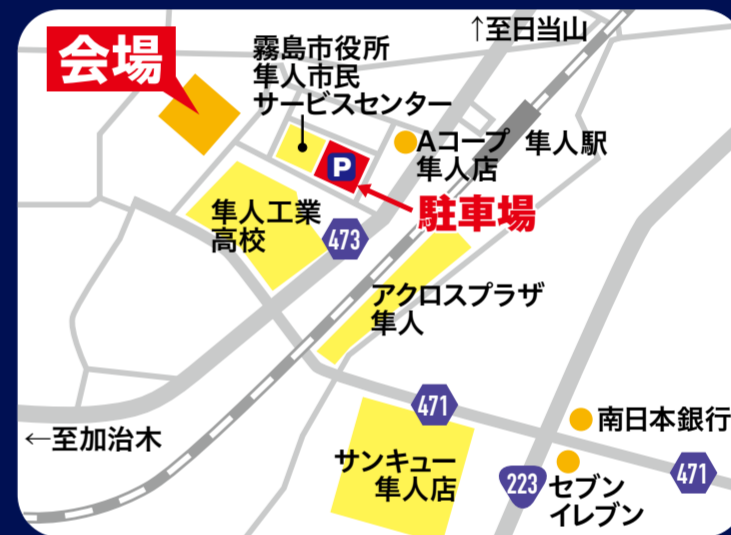 ↑至日当山
会場
霧島市役所
隼人市民
サービスセンター
Aコープ
隼人店
隼人駅
P
駐車場
隼人工業
高校
473
アクロスプラザ
隼人
471
←至加治木
南日本銀行
サンキュー
隼人店
223
セブン
イレブン
471